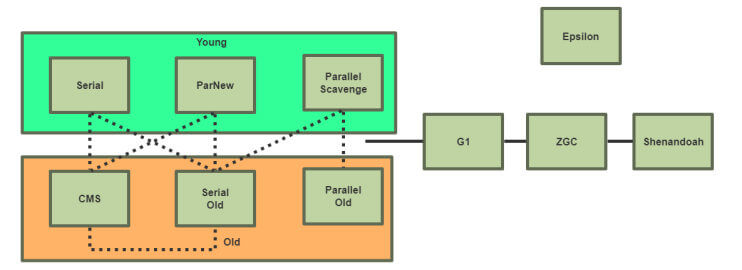 Epsilon
Young
Serial
ParNew
Parallel
Scavenge
G1
ZGC
Shenandoah
CMS
Serial
Old
Parallel
Old
Old